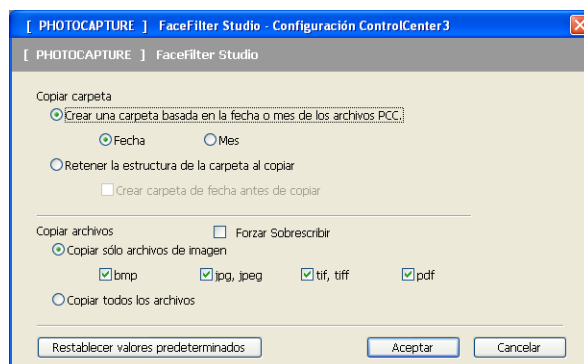 [ PHOTOCAPTURE ] FaceFilter Studio - Configuración ControlCenter3
[ PHOTOCAPTURE ] FaceFilter Studio
Copiar carpeta
Crear una carpeta basada en la fecha o mes de los archivos PCC.
Fecha Mes
Retener la estructura de la carpeta al copiar
Crear carpeta de fecha antes de copiar
Copiar archivos Forzar Sobrescribir
Copiar sólo archivos de imagen
bmp jpg, jpeg tif, tiff pdf
Copiar todos los archivos
Restablecer valores predeterminados Aceptar Cancelar